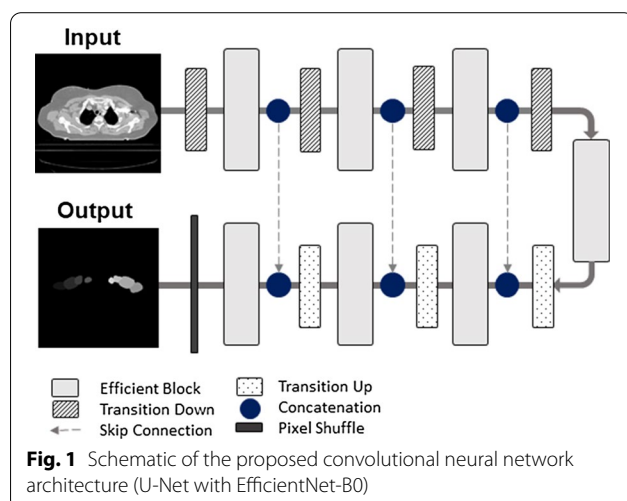 Input
Output
Efficient Block
Transition Down
Skip Connection
Transition Up
Concatenation
Pixel Shuffle
Fig. 1 Schematic of the proposed convolutional neural network
architecture (U-Net with EfficientNet-B0)